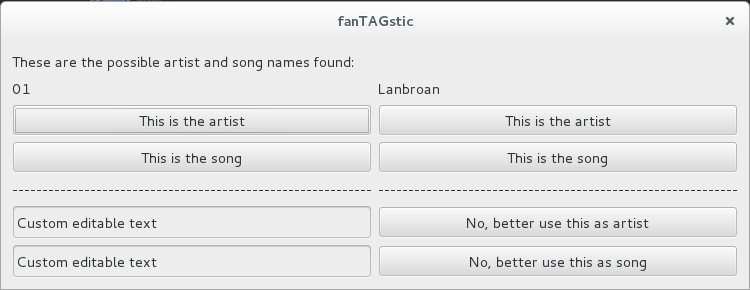 fanTAGstic
These are the possible artist and song names found:
01 Lanbroan
This is the artist This is the artist
This is the song This is the song
Custom editable text No, better use this as artist
Custom editable text No, better use this as song